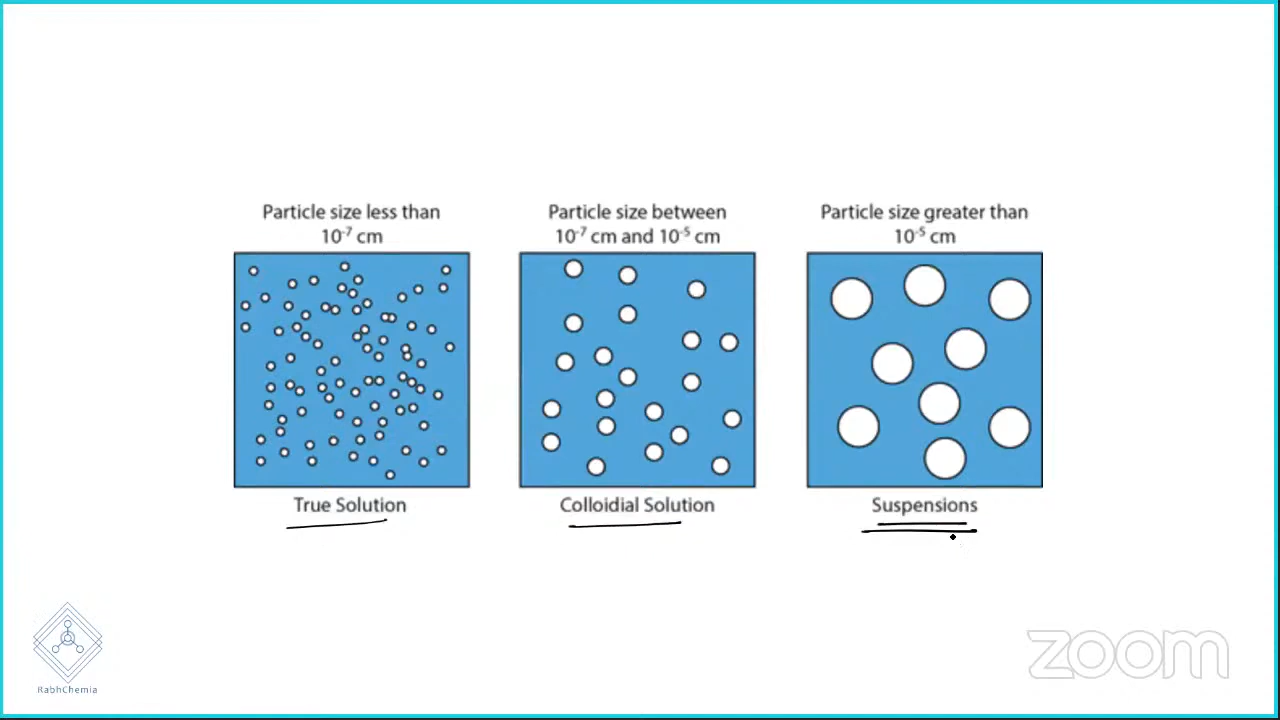 Particle size less than
10⁻⁷ cm
Particle size between
10⁻⁷ cm and 10⁻⁵ cm
Particle size greater than
10⁻⁵ cm
True Solution
Colloidial Solution
Suspensions
RabhChemia
zoom